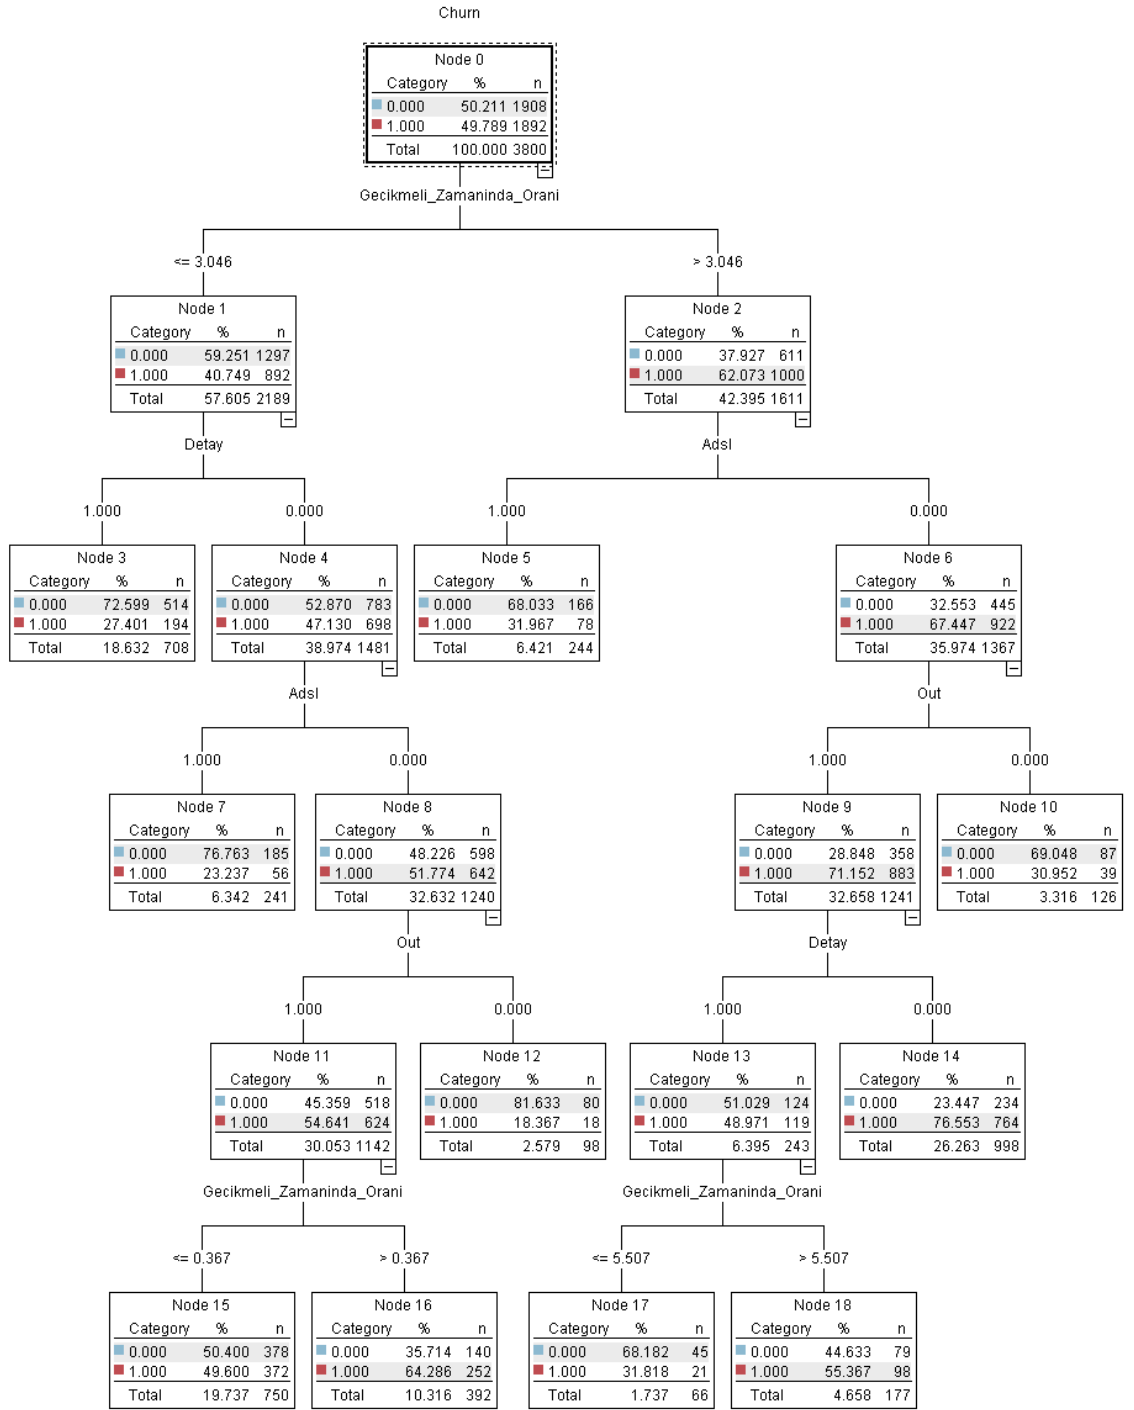 Churn
Node 0
Category % n
0.000 50.211 1908
1.000 49.789 1892
Total 100.000 3800
Gecikmeli_Zamaninda_Orani
<= 3.046
> 3.046
Node 1
Category % n
0.000 59.251 1297
1.000 40.749 892
Total 57.605 2189
Node 2
Category % n
0.000 37.927 611
1.000 62.073 1000
Total 42.395 1611
Detay
Adsl
1.000
0.000
1.000
0.000
Node 3
Category % n
0.000 72.599 514
1.000 27.401 194
Total 18.632 708
Node 4
Category % n
0.000 52.870 783
1.000 47.130 698
Total 38.974 1481
Node 5
Category % n
0.000 68.033 166
1.000 31.967 78
Total 6.421 244
Node 6
Category % n
0.000 32.553 445
1.000 67.447 922
Total 35.974 1367
Adsl
Out
1.000
0.000
1.000
0.000
Node 7
Category % n
0.000 76.763 185
1.000 23.237 56
Total 6.342 241
Node 8
Category % n
0.000 48.226 598
1.000 51.774 642
Total 32.632 1240
Node 9
Category % n
0.000 28.848 358
1.000 71.152 883
Total 32.658 1241
Node 10
Category % n
0.000 69.048 87
1.000 30.952 39
Total 3.316 126
Out
Detay
1.000
0.000
1.000
0.000
Node 11
Category % n
0.000 45.359 518
1.000 54.641 624
Total 30.053 1142
Node 12
Category % n
0.000 81.633 80
1.000 18.367 18
Total 2.579 98
Node 13
Category % n
0.000 51.029 124
1.000 48.971 119
Total 6.395 243
Node 14
Category % n
0.000 23.447 234
1.000 76.553 764
Total 26.263 998
Gecikmeli_Zamaninda_Orani
Gecikmeli_Zamaninda_Orani
<= 0.367
> 0.367
<= 5.507
> 5.507
Node 15
Category % n
0.000 50.400 378
1.000 49.600 372
Total 19.737 750
Node 16
Category % n
0.000 35.714 140
1.000 64.286 252
Total 10.316 392
Node 17
Category % n
0.000 68.182 45
1.000 31.818 21
Total 1.737 66
Node 18
Category % n
0.000 44.633 79
1.000 55.367 98
Total 4.658 177